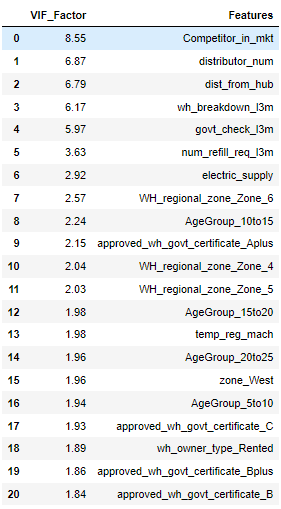 VIF_Factor Features
0 8.55 Competitor_in_mkt
1 6.87 distributor_num
2 6.79 dist_from_hub
3 6.17 wh_breakdown_l3m
4 5.97 govt_check_l3m
5 3.63 num_refill_req_l3m
6 2.92 electric_supply
7 2.57 WH_regional_zone_Zone_6
8 2.24 AgeGroup_10to15
9 2.15 approved_wh_govt_certificate_Aplus
10 2.04 WH_regional_zone_Zone_4
11 2.03 WH_regional_zone_Zone_5
12 1.98 AgeGroup_15to20
13 1.98 temp_reg_mach
14 1.96 AgeGroup_20to25
15 1.96 zone_West
16 1.94 AgeGroup_5to10
17 1.93 approved_wh_govt_certificate_C
18 1.89 wh_owner_type_Rented
19 1.86 approved_wh_govt_certificate_Bplus
20 1.84 approved_wh_govt_certificate_B